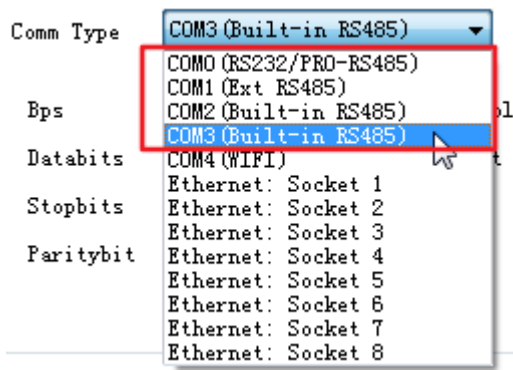 Comm Type COM3(Built-in RS485)
COM0(RS232/PRO-RS485)
COM1(Ext RS485)
Bps COM2(Built-in RS485)
COM3(Built-in RS485)
Databits COM4(WIFI)
Ethernet: Socket 1
Stopbits Ethernet: Socket 2
Ethernet: Socket 3
Paritybit Ethernet: Socket 4
Ethernet: Socket 5
Ethernet: Socket 6
Ethernet: Socket 7
Ethernet: Socket 8